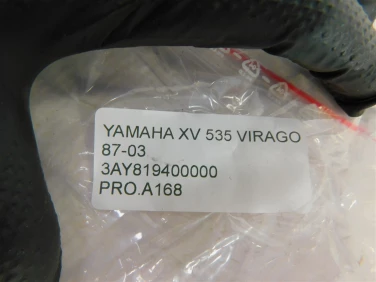 YAMAHA XV 535 VIRAGO
87-03
3AY819400000
PRO.A168